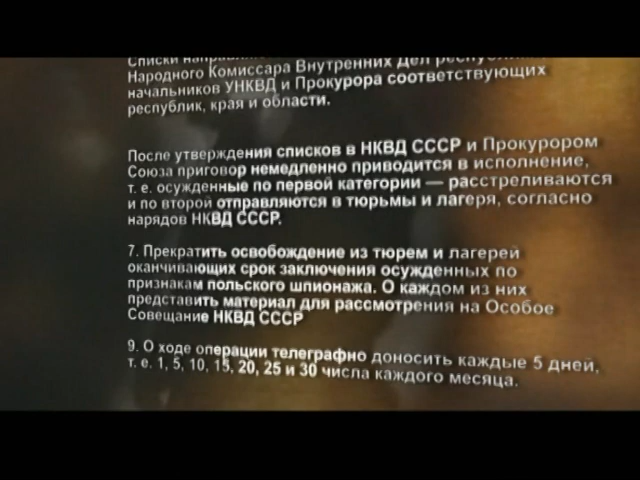 Списки
Народного Комиссара Внутренних Дел
начальников УНКВД и Прокурора соответствующих
республик, края и области.
После утверждения списков в НКВД СССР и Прокурором
Союза приговор немедленно приводится в исполнение,
т. е. осужденные по первой категории — расстреливаются
и по второй отправляются в тюрьмы и лагеря, согласно
нарядов НКВД СССР.
7. Прекратить освобождение из тюрем и лагерей
оканчивающих срок заключения осужденных по
признакам польского шпионажа. О каждом из них
представить материал для рассмотрения на Особое
Совещание НКВД СССР
9. О ходе операции телеграфно доносить каждые 5 дней,
т. е. 1, 5, 10, 15, 20, 25 и 30 числа каждого месяца.